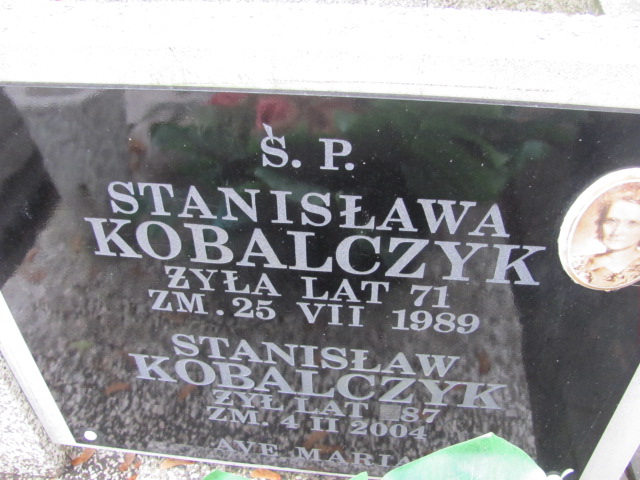 Ś. P.
STANISŁAWA
KOBALCZYK
ŻYŁA LAT 71
ZM. 25 VII 1989
STANISŁAW
KOBALCZYK
ŻYŁ LAT 87
ZM. 4 II 2004
AVE MARIA